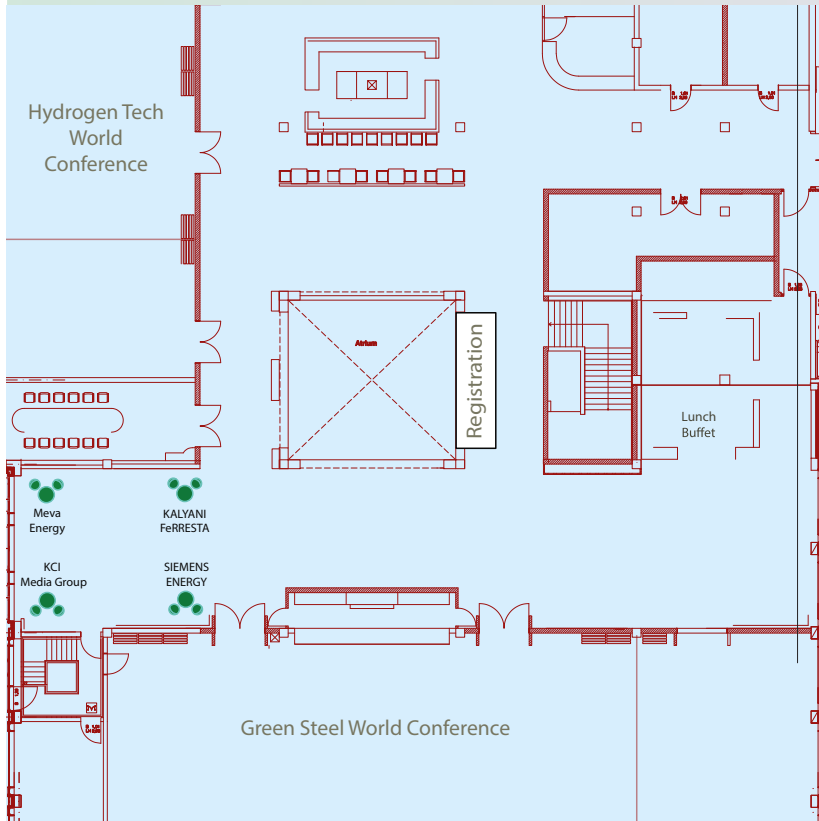 Hydrogen Tech
World
Conference
Atrium
Registration
Lunch
Buffet
Meva
Energy
KALYANI
FeRRESTA
KCI
Media Group
SIEMENS
ENERGY
Green Steel World Conference